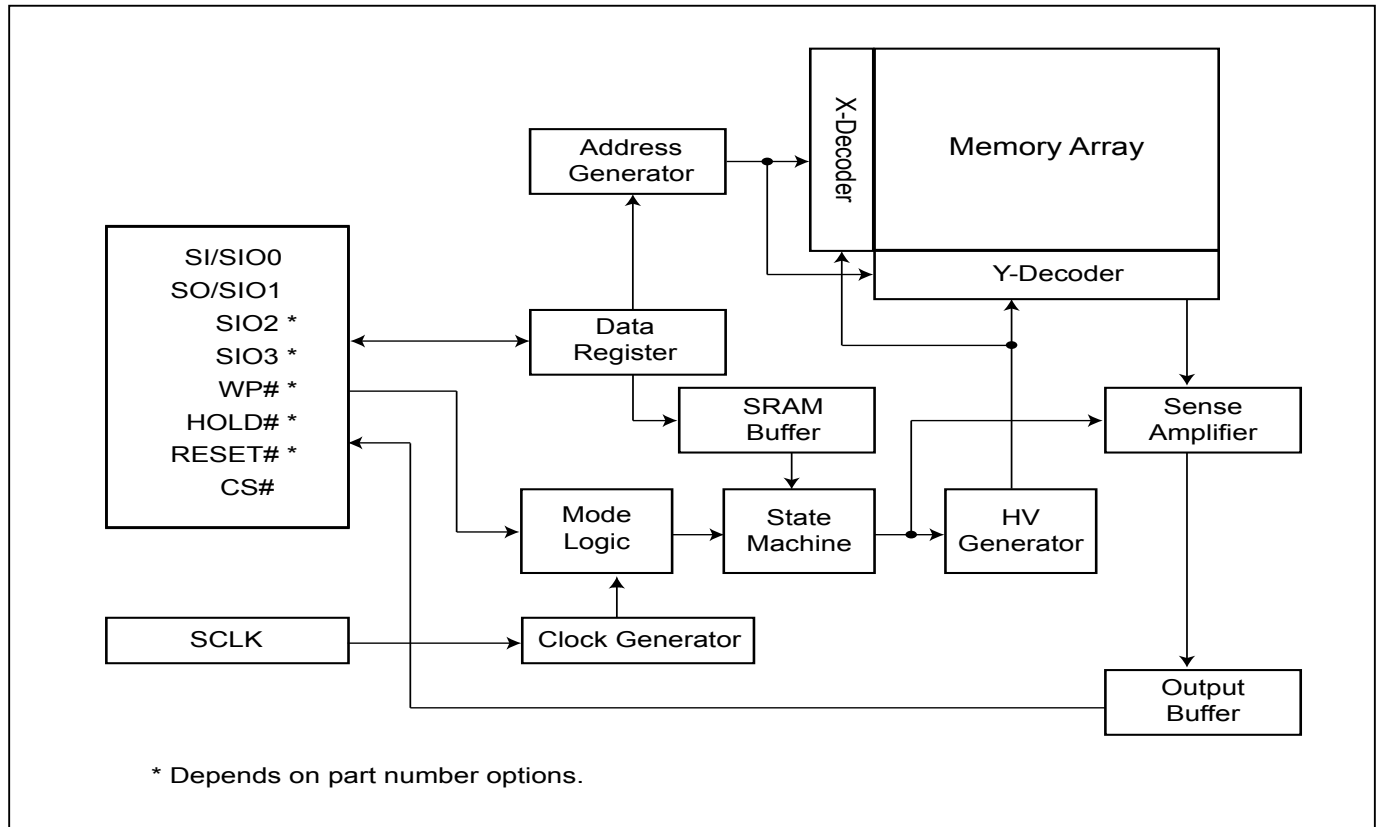 X-Decoder
Memory Array
Address
Generator
Y-Decoder
SI/SIO0
SO/SIO1
SIO2 *
SIO3 *
WP# *
HOLD# *
RESET# *
CS#
Data
Register
SRAM
Buffer
Sense
Amplifier
Mode
Logic
State
Machine
HV
Generator
SCLK
Clock Generator
Output
Buffer
* Depends on part number options.